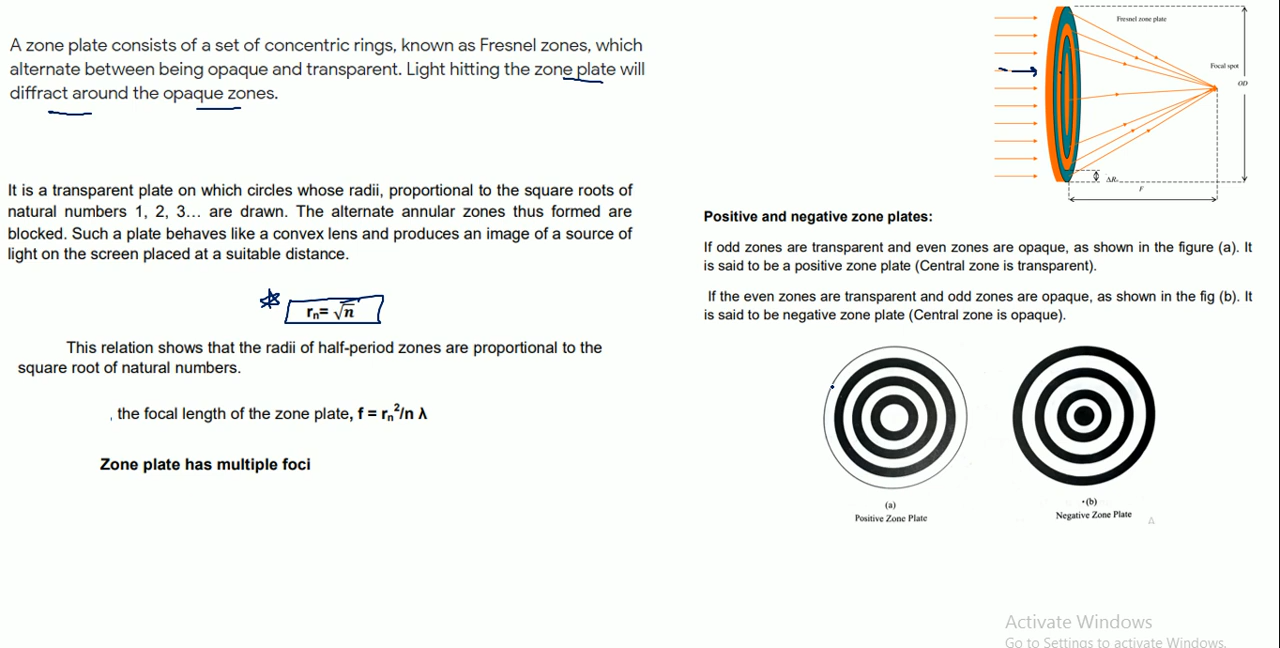 A zone plate consists of a set of concentric rings, known as Fresnel zones, which
alternate between being opaque and transparent. Light hitting the zone plate will
diffract around the opaque zones.
It is a transparent plate on which circles whose radii, proportional to the square roots of
natural numbers 1, 2, 3... are drawn. The alternate annular zones thus formed are
blocked. Such a plate behaves like a convex lens and produces an image of a source of
light on the screen placed at a suitable distance.
rₙ= √n
This relation shows that the radii of half-period zones are proportional to the
square root of natural numbers.
, the focal length of the zone plate, f = rₙ²/n λ
Zone plate has multiple foci
Fresnel zone plate
Focal spot
OD
ΔR
F
Positive and negative zone plates:
If odd zones are transparent and even zones are opaque, as shown in the figure (a). It
is said to be a positive zone plate (Central zone is transparent).
If the even zones are transparent and odd zones are opaque, as shown in the fig (b). It
is said to be negative zone plate (Central zone is opaque).
(a)
Positive Zone Plate
(b)
Negative Zone Plate
Activate Windows
Go to Settings to activate Windows.